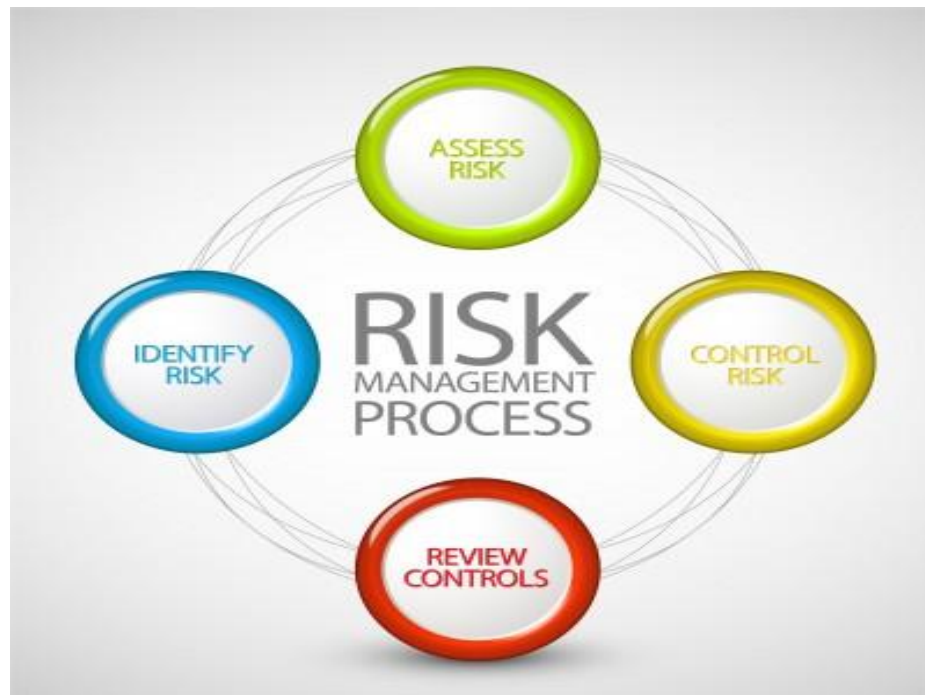 ASSESS
RISK
IDENTIFY
RISK
RISK
MANAGEMENT
PROCESS
CONTROL
RISK
REVIEW
CONTROLS